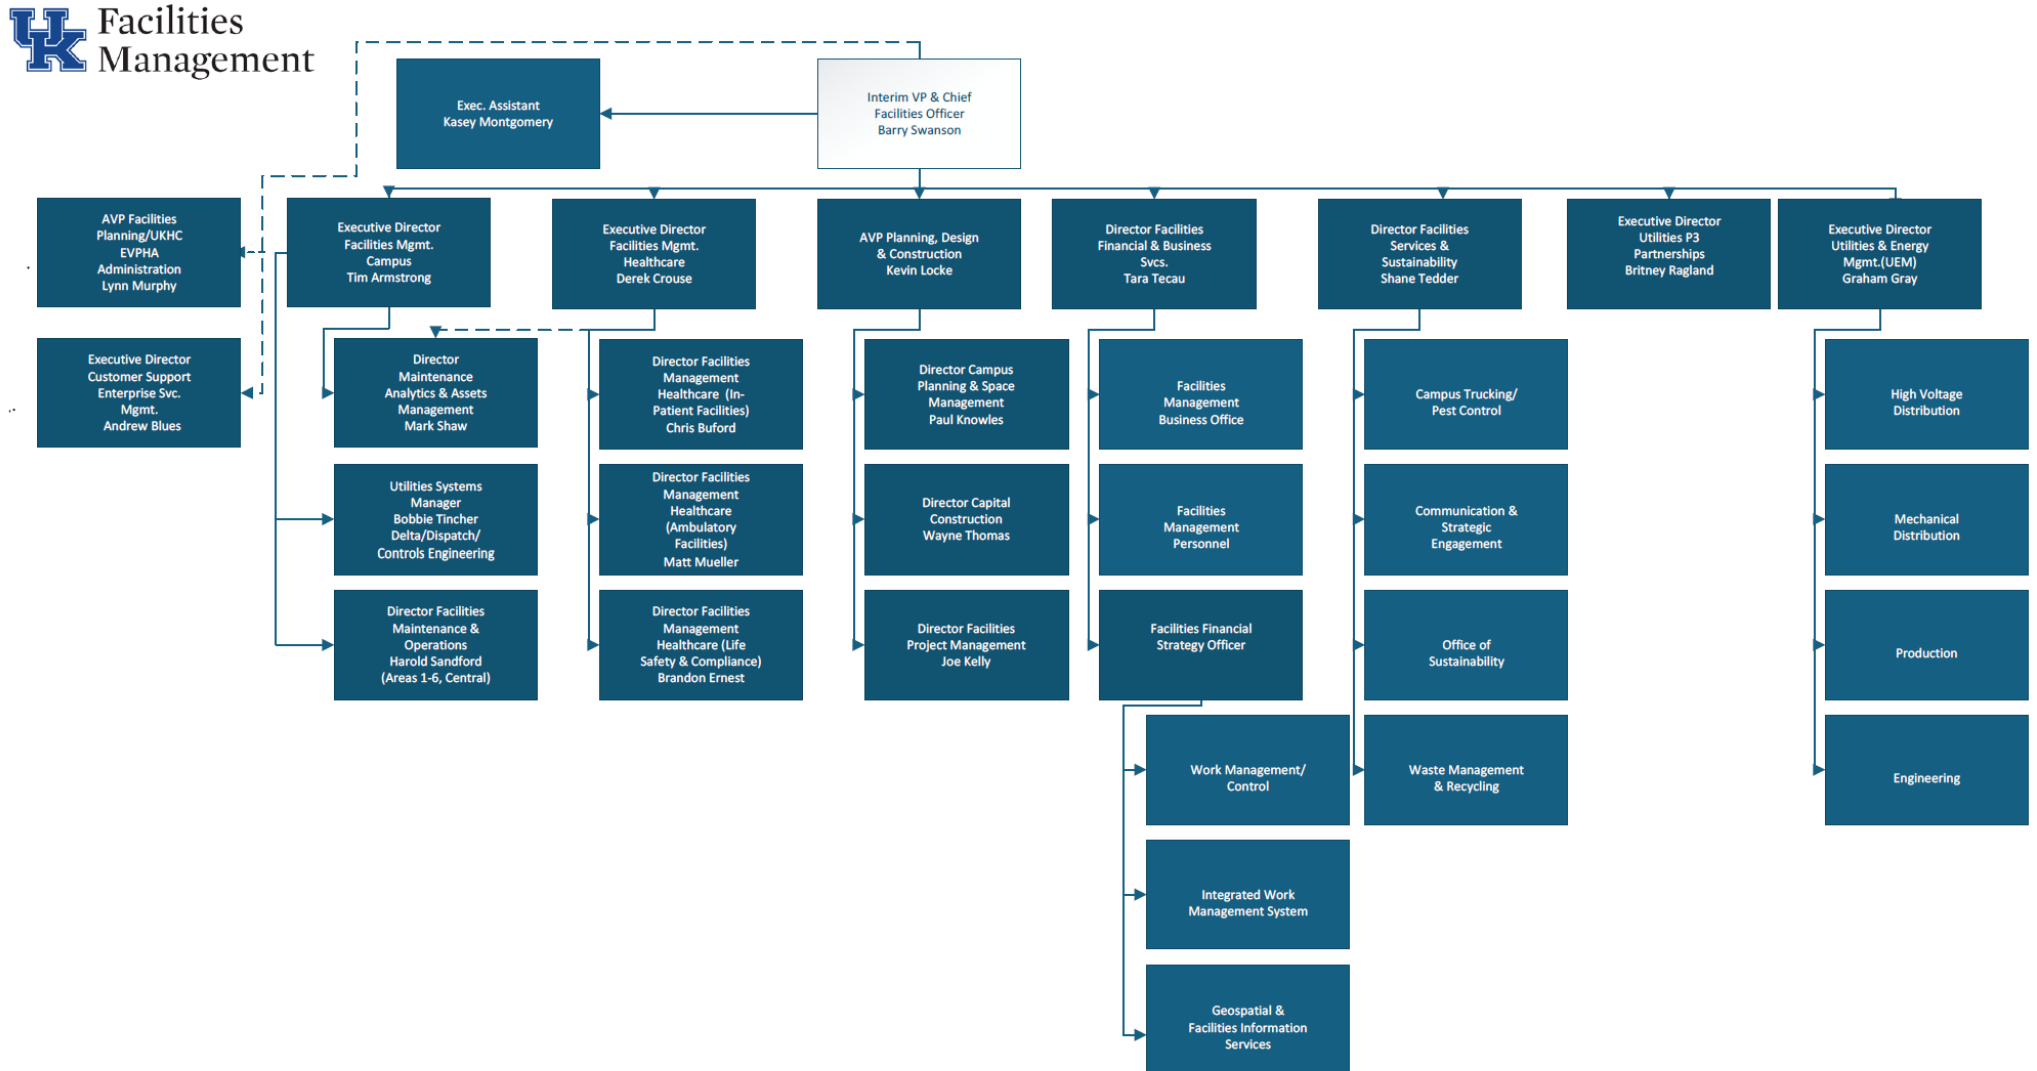 UK Facilities
Management
Exec. Assistant
Kasey Montgomery
Interim VP & Chief
Facilities Officer
Barry Swanson
AVP Facilities
Planning/UKHC
EVPHA
Administration
Lynn Murphy
Executive Director
Facilities Mgmt.
Campus
Tim Armstrong
Executive Director
Facilities Mgmt.
Healthcare
Derek Crouse
AVP Planning, Design
& Construction
Kevin Locke
Director Facilities
Financial & Business
Svcs.
Tara Tecau
Director Facilities
Services &
Sustainability
Shane Tedder
Executive Director
Utilities P3
Partnerships
Britney Ragland
Executive Director
Utilities & Energy
Mgmt.(UEM)
Graham Gray
Executive Director
Customer Support
Enterprise Svc.
Mgmt.
Andrew Blues
Director
Maintenance
Analytics & Assets
Management
Mark Shaw
Director Facilities
Management
Healthcare (In-
Patient Facilities)
Chris Buford
Director Campus
Planning & Space
Management
Paul Knowles
Facilities
Management
Business Office
Campus Trucking/
Pest Control
High Voltage
Distribution
Utilities Systems
Manager
Bobbie Tincher
Delta/Dispatch/
Controls Engineering
Director Facilities
Management
Healthcare
(Ambulatory
Facilities)
Matt Mueller
Director Capital
Construction
Wayne Thomas
Facilities
Management
Personnel
Communication &
Strategic
Engagement
Mechanical
Distribution
Director Facilities
Maintenance &
Operations
Harold Sandford
(Areas 1-6, Central)
Director Facilities
Management
Healthcare (Life
Safety & Compliance)
Brandon Ernest
Director Facilities
Project Management
Joe Kelly
Facilities Financial
Strategy Officer
Office of
Sustainability
Production
Work Management/
Control
Waste Management
& Recycling
Engineering
Integrated Work
Management System
Geospatial &
Facilities Information
Services